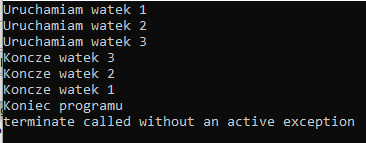 Uruchamiam watek 1
Uruchamiam watek 2
Uruchamiam watek 3
Koncze watek 3
Koncze watek 2
Koncze watek 1
Koniec programu
terminate called without an active exception